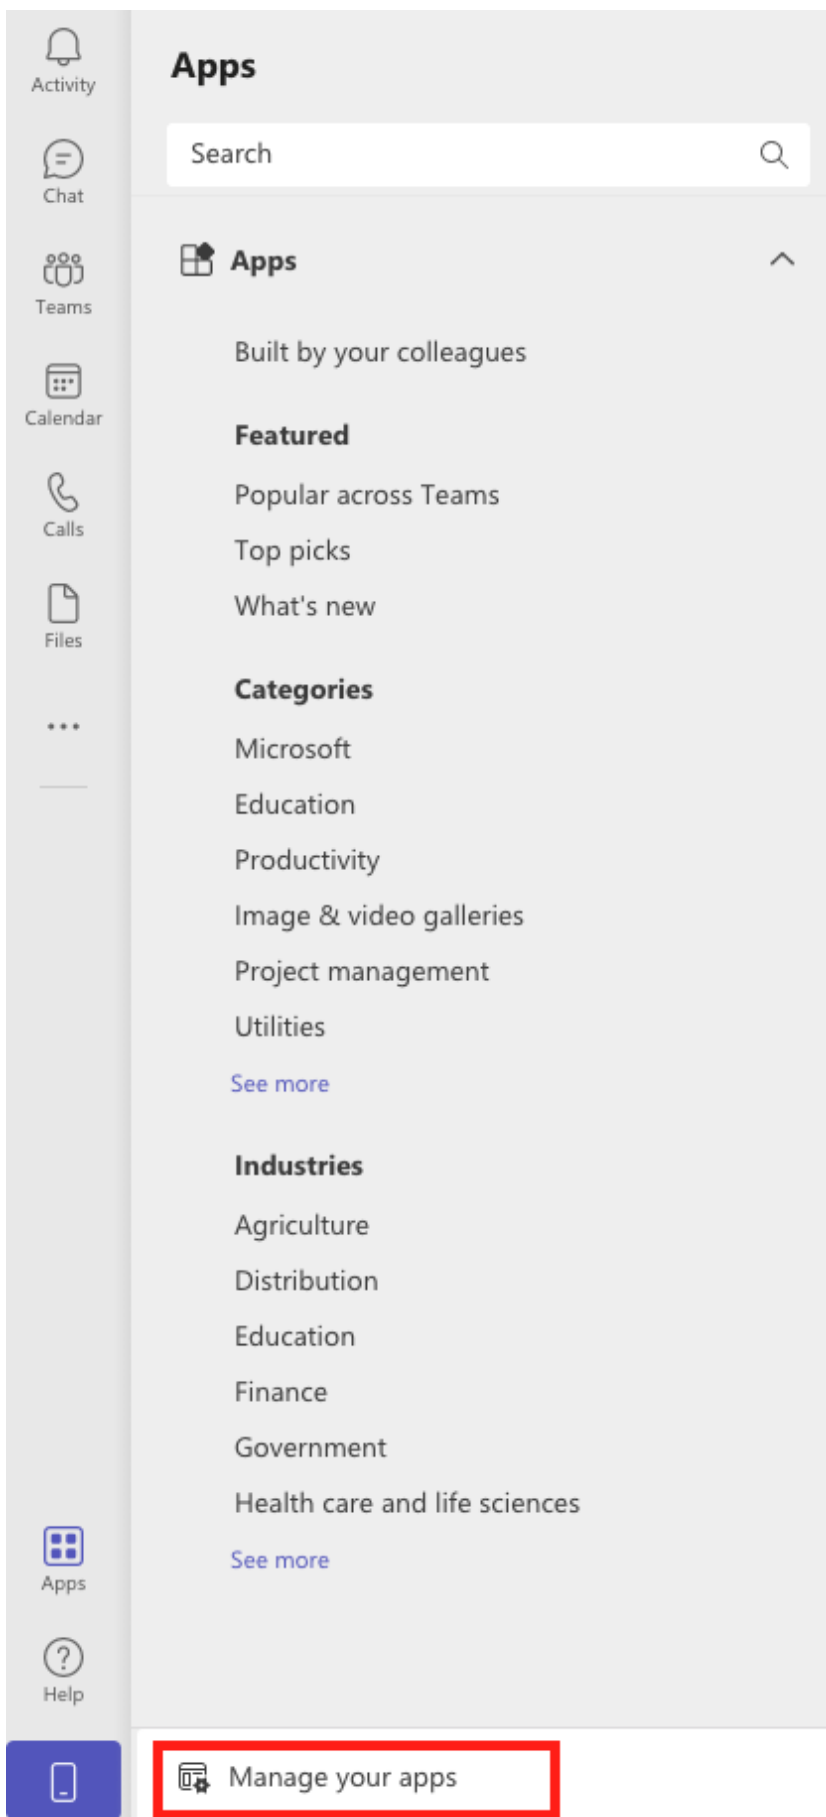 Activity
Chat
Teams
Calendar
Calls
Files
Apps
Help
Apps
Search
Apps
Built by your colleagues
Featured
Popular across Teams
Top picks
What's new
Categories
Microsoft
Education
Productivity
Image & video galleries
Project management
Utilities
See more
Industries
Agriculture
Distribution
Education
Finance
Government
Health care and life sciences
See more
Manage your apps